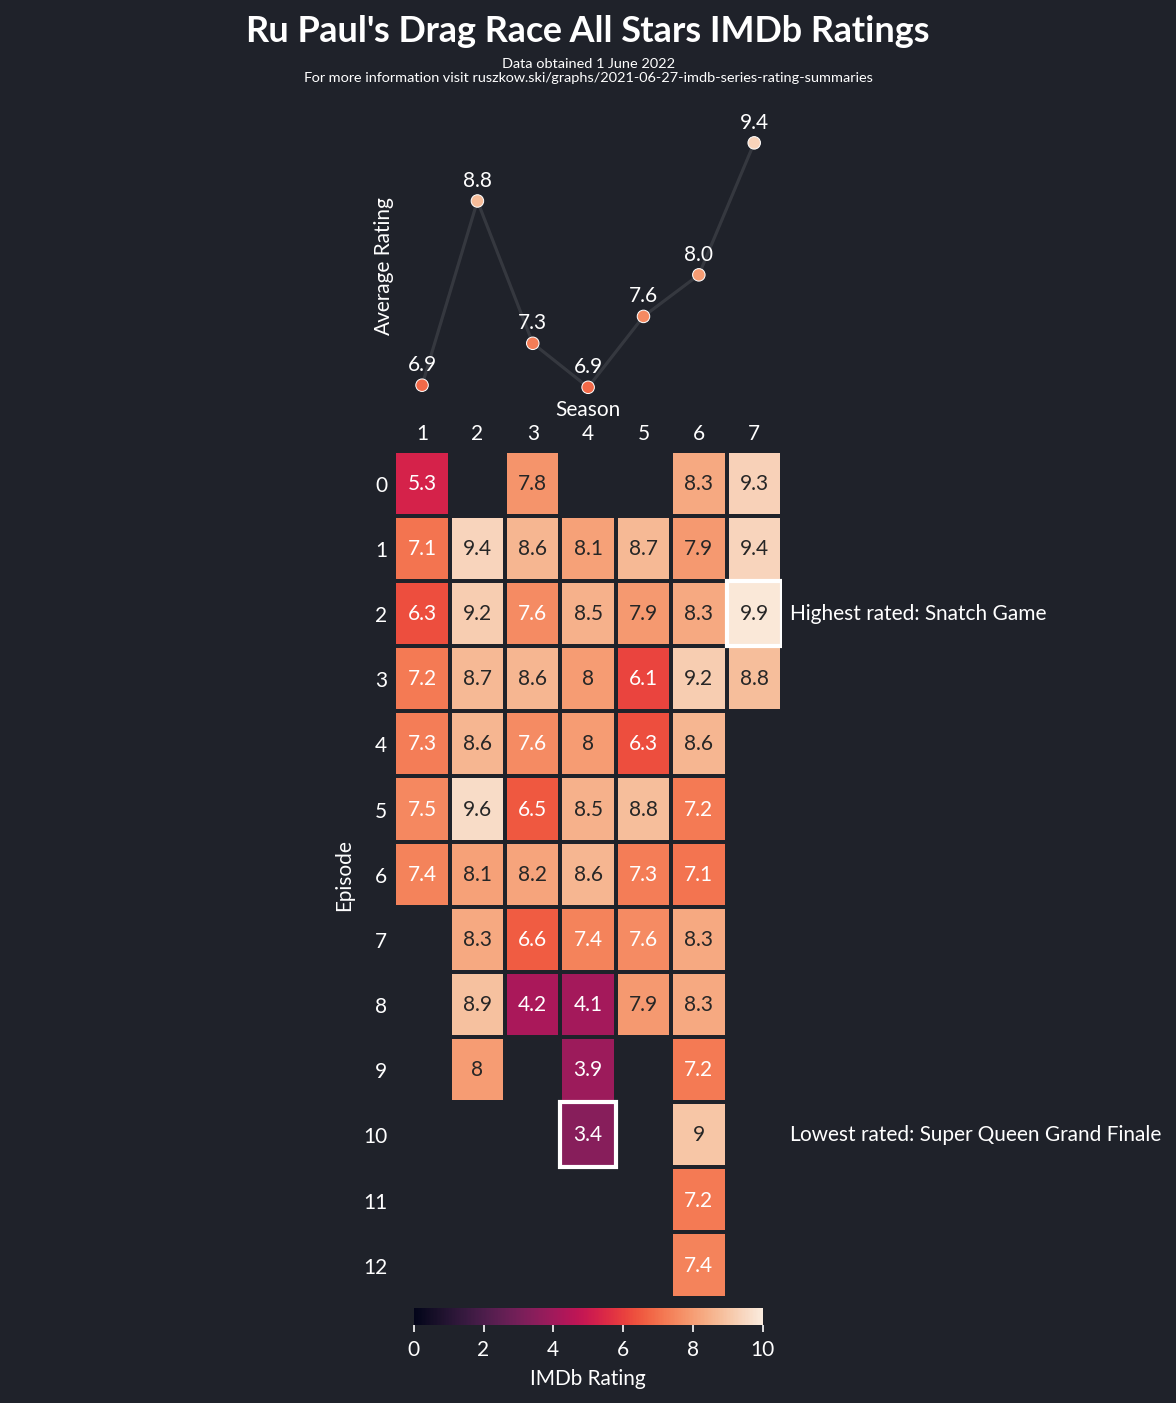 Ru Paul's Drag Race All Stars IMDb Ratings
Data obtained 1 June 2022
For more information visit ruszkow.ski/graphs/2021-06-27-imdb-series-rating-summaries
9.4
8.8
8.0
7.6
7.3
6.9
6.9
Average Rating
Season
1 2 3 4 5 6 7
0 5.3 7.8 8.3 9.3
1 7.1 9.4 8.6 8.1 8.7 7.9 9.4
2 6.3 9.2 7.6 8.5 7.9 8.3 9.9 Highest rated: Snatch Game
3 7.2 8.7 8.6 8 6.1 9.2 8.8
4 7.3 8.6 7.6 8 6.3 8.6
5 7.5 9.6 6.5 8.5 8.8 7.2
6 7.4 8.1 8.2 8.6 7.3 7.1
Episode
7 8.3 6.6 7.4 7.6 8.3
8 8.9 4.2 4.1 7.9 8.3
9 8 3.9 7.2
10 3.4 9 Lowest rated: Super Queen Grand Finale
11 7.2
12 7.4
0 2 4 6 8 10
IMDb Rating